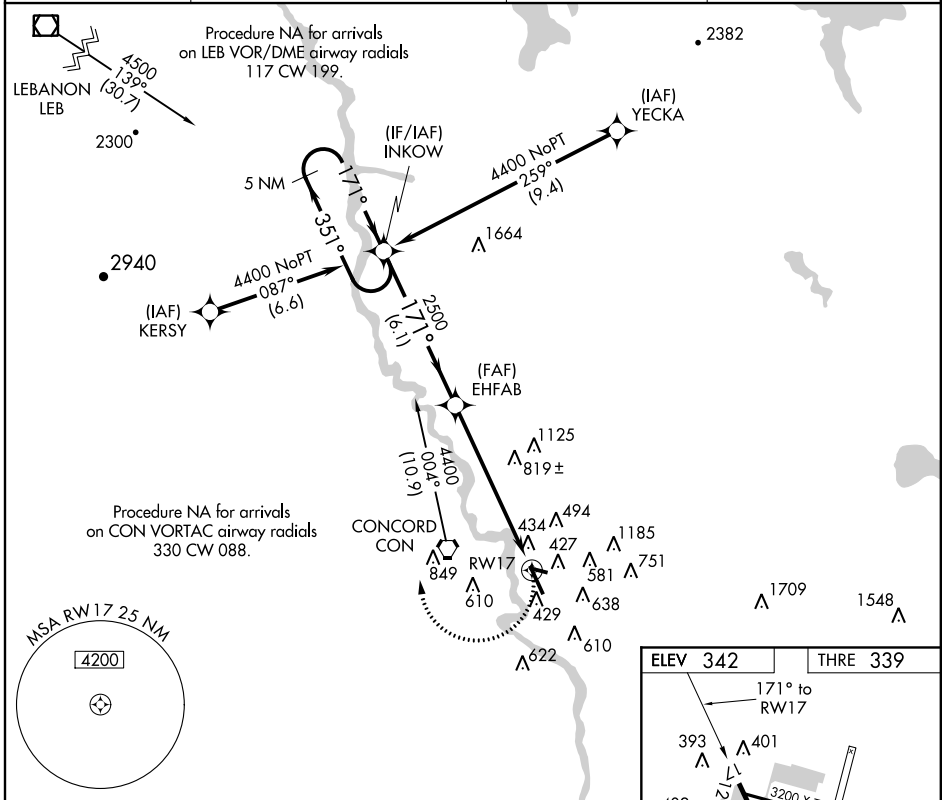 Procedure NA for arrivals
on LEB VOR/DME airway radials
117 CW 199.
2382
LEBANON
LEB
4500
139°
(30.7)
2300
(IAF)
YECKA
(IF/IAF)
INKOW
4400 NoPT
259°
(9.4)
5 NM
171°
351°
1664
2940
4400 NoPT
087°
(6.6)
(IAF)
KERSY
2500
171°
(6.1)
(FAF)
EHFAB
1125
819 ±
4400
004°
(10.9)
Procedure NA for arrivals
on CON VORTAC airway radials
330 CW 088.
CONCORD
CON
494
434
427
1185
RW17
581
751
849
610
638
429
1709
1548
610
622
MSA RW17 25 NM
4200
ELEV 342
THRE 339
171° to
RW17
393
401
17
3200 X